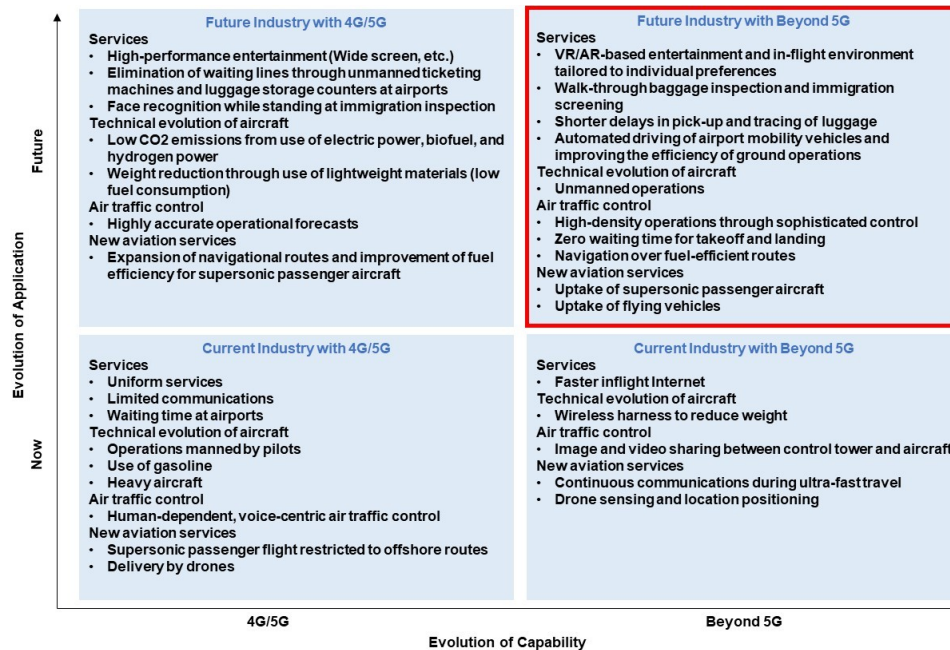 Future Industry with 4G/5G
Services
• High-performance entertainment (Wide screen, etc.)
• Elimination of waiting lines through unmanned ticketing
machines and luggage storage counters at airports
• Face recognition while standing at immigration inspection
Technical evolution of aircraft
• Low CO2 emissions from use of electric power, biofuel, and
hydrogen power
• Weight reduction through use of lightweight materials (low
fuel consumption)
Air traffic control
• Highly accurate operational forecasts
New aviation services
• Expansion of navigational routes and improvement of fuel
efficiency for supersonic passenger aircraft
Future Industry with Beyond 5G
Services
• VR/AR-based entertainment and in-flight environment
tailored to individual preferences
• Walk-through baggage inspection and immigration
screening
• Shorter delays in pick-up and tracing of luggage
• Automated driving of airport mobility vehicles and
improving the efficiency of ground operations
Technical evolution of aircraft
• Unmanned operations
Air traffic control
• High-density operations through sophisticated control
• Zero waiting time for takeoff and landing
• Navigation over fuel-efficient routes
New aviation services
• Uptake of supersonic passenger aircraft
• Uptake of flying vehicles
Current Industry with 4G/5G
Services
• Uniform services
• Limited communications
• Waiting time at airports
Technical evolution of aircraft
• Operations manned by pilots
• Use of gasoline
• Heavy aircraft
Air traffic control
• Human-dependent, voice-centric air traffic control
New aviation services
• Supersonic passenger flight restricted to offshore routes
• Delivery by drones
Current Industry with Beyond 5G
Services
• Faster inflight Internet
Technical evolution of aircraft
• Wireless harness to reduce weight
Air traffic control
• Image and video sharing between control tower and aircraft
New aviation services
• Continuous communications during ultra-fast travel
• Drone sensing and location positioning
Evolution of Application
Future
Now
4G/5G
Beyond 5G
Evolution of Capability